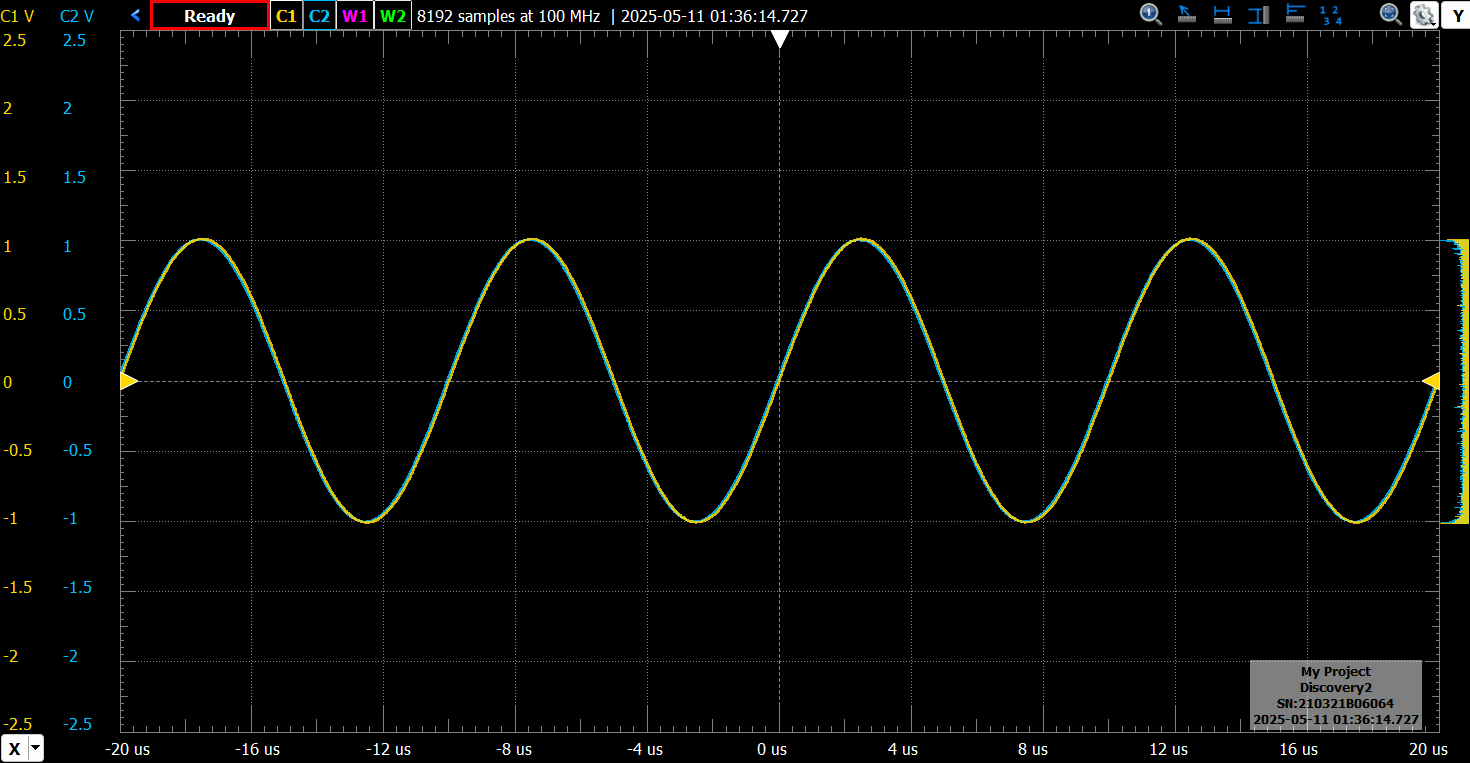 C1 V C2 V Ready C1 C2 W1 W2 8192 samples at 100 MHz | 2025-05-11 01:36:14.727 1 1 2 3 4 Y
2.5 2.5
2 2
1.5 1.5
1 1
0.5 0.5
0 0
-0.5 -0.5
-1 -1
-1.5 -1.5
-2 -2
-2.5 -2.5
My Project
Discovery2
SN:210321B06064
2025-05-11 01:36:14.727
X -20 us -16 us -12 us -8 us -4 us 0 us 4 us 8 us 12 us 16 us 20 us